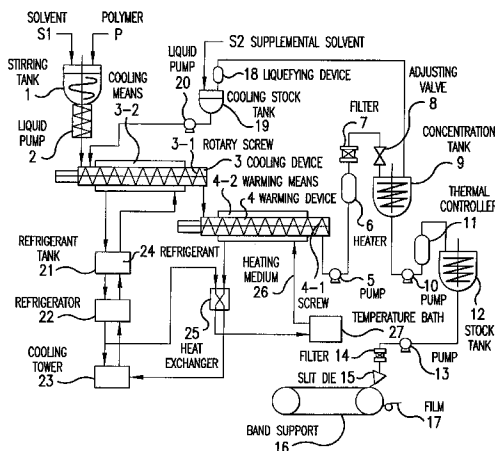 SOLVENT
S1
POLYMER
P
STIRRING
TANK
1
LIQUID
PUMP
2
COOLING
MEANS
3-2
LIQUID
PUMP
20
S2 SUPPLEMENTAL SOLVENT
18 LIQUEFYING DEVICE
COOLING STOCK
TANK
19
3-1 ROTARY SCREW
3 COOLING DEVICE
4-2 WARMING MEANS
4 WARMING DEVICE
FILTER
7
ADJUSTING
VALVE
8
CONCENTRATION
TANK
9
6
HEATER
THERMAL
CONTROLLER
11
5
PUMP
10
PUMP
12
STOCK
TANK
4-1
SCREW
REFRIGERANT
TANK
21
24 REFRIGERANT
HEATING
MEDIUM
26
REFRIGERATOR
22
25
HEAT
EXCHANGER
TEMPERATURE BATH
27
COOLING
TOWER
23
FILTER 14
PUMP
13
SLIT DIE 15
FILM
17
BAND SUPPORT
16